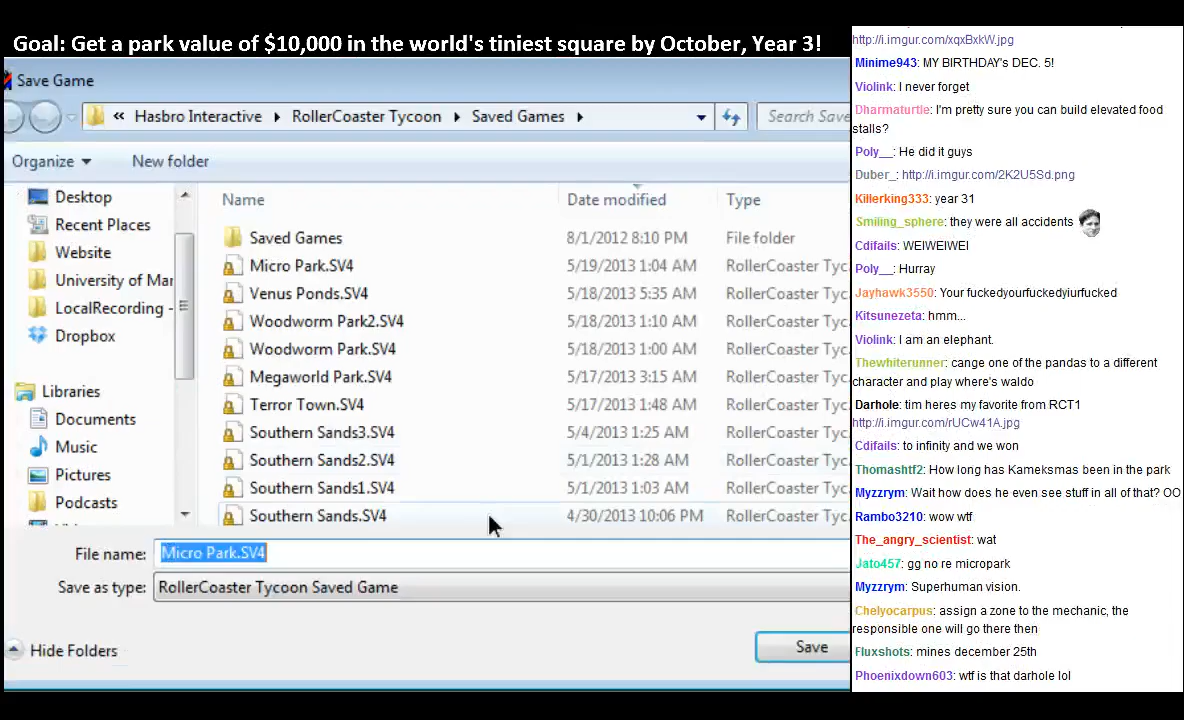 Goal: Get a park value of $10,000 in the world's tiniest square by October, Year 3!
Save Game
« Hasbro Interactive RollerCoaster Tycoon Saved Games Search Save
Organize New folder
Desktop
Recent Places
Website
University of Mar
LocalRecording -
Dropbox
Libraries
Documents
Music
Pictures
Podcasts
Name Date modified Type
Saved Games 8/1/2012 8:10 PM File folder
Micro Park.SV4 5/19/2013 1:04 AM RollerCoaster Tyc
Venus Ponds.SV4 5/18/2013 5:35 AM RollerCoaster Tyc
Woodworm Park2.SV4 5/18/2013 1:10 AM RollerCoaster Tyc
Woodworm Park.SV4 5/18/2013 1:00 AM RollerCoaster Tyc
Megaworld Park.SV4 5/17/2013 3:15 AM RollerCoaster Tyc
Terror Town.SV4 5/17/2013 1:48 AM RollerCoaster Tyc
Southern Sands3.SV4 5/4/2013 1:25 AM RollerCoaster Tyc
Southern Sands2.SV4 5/1/2013 1:28 AM RollerCoaster Tyc
Southern Sands1.SV4 5/1/2013 1:03 AM RollerCoaster Tyc
Southern Sands.SV4 4/30/2013 10:06 PM RollerCoaster Tyc
File name: Micro Park.SV4
Save as type: RollerCoaster Tycoon Saved Game
Hide Folders Save
http://i.imgur.com/xqxBxkW.jpg
Minime943: MY BIRTHDAY's DEC. 5!
Violink: I never forget
Dharmaturtle: I'm pretty sure you can build elevated food
stalls?
Poly__: He did it guys
Duber_: http://i.imgur.com/2K2U5Sd.png
Killerking333: year 31
Smiling_sphere: they were all accidents
Cdifails: WEIWEIWEI
Poly__: Hurray
Jayhawk3550: Your fuckedyourfuckedyiurfucked
Kitsunezeta: hmm...
Violink: I am an elephant.
Thewhiterunner: cange one of the pandas to a different
character and play where's waldo
Darhole: tim heres my favorite from RCT1
http://i.imgur.com/rUCw41A.jpg
Cdifails: to infinity and we won
Thomashtf2: How long has Kameksmas been in the park
Myzzrym: Wait how does he even see stuff in all of that? OO
Rambo3210: wow wtf
The_angry_scientist: wat
Jato457: gg no re micropark
Myzzrym: Superhuman vision.
Chelyocarpus: assign a zone to the mechanic, the
responsible one will go there then
Fluxshots: mines december 25th
Phoenixdown603: wtf is that darhole lol